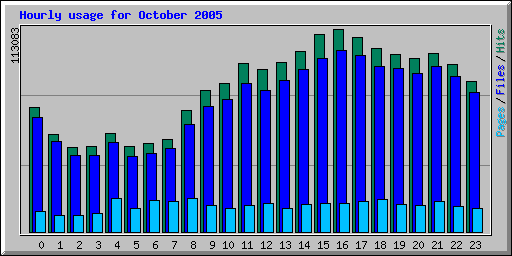 Hourly usage for October 2005
113083
Pages/Files/Hits
0 1 2 3 4 5 6 7 8 9 10 11 12 13 14 15 16 17 18 19 20 21 22 23